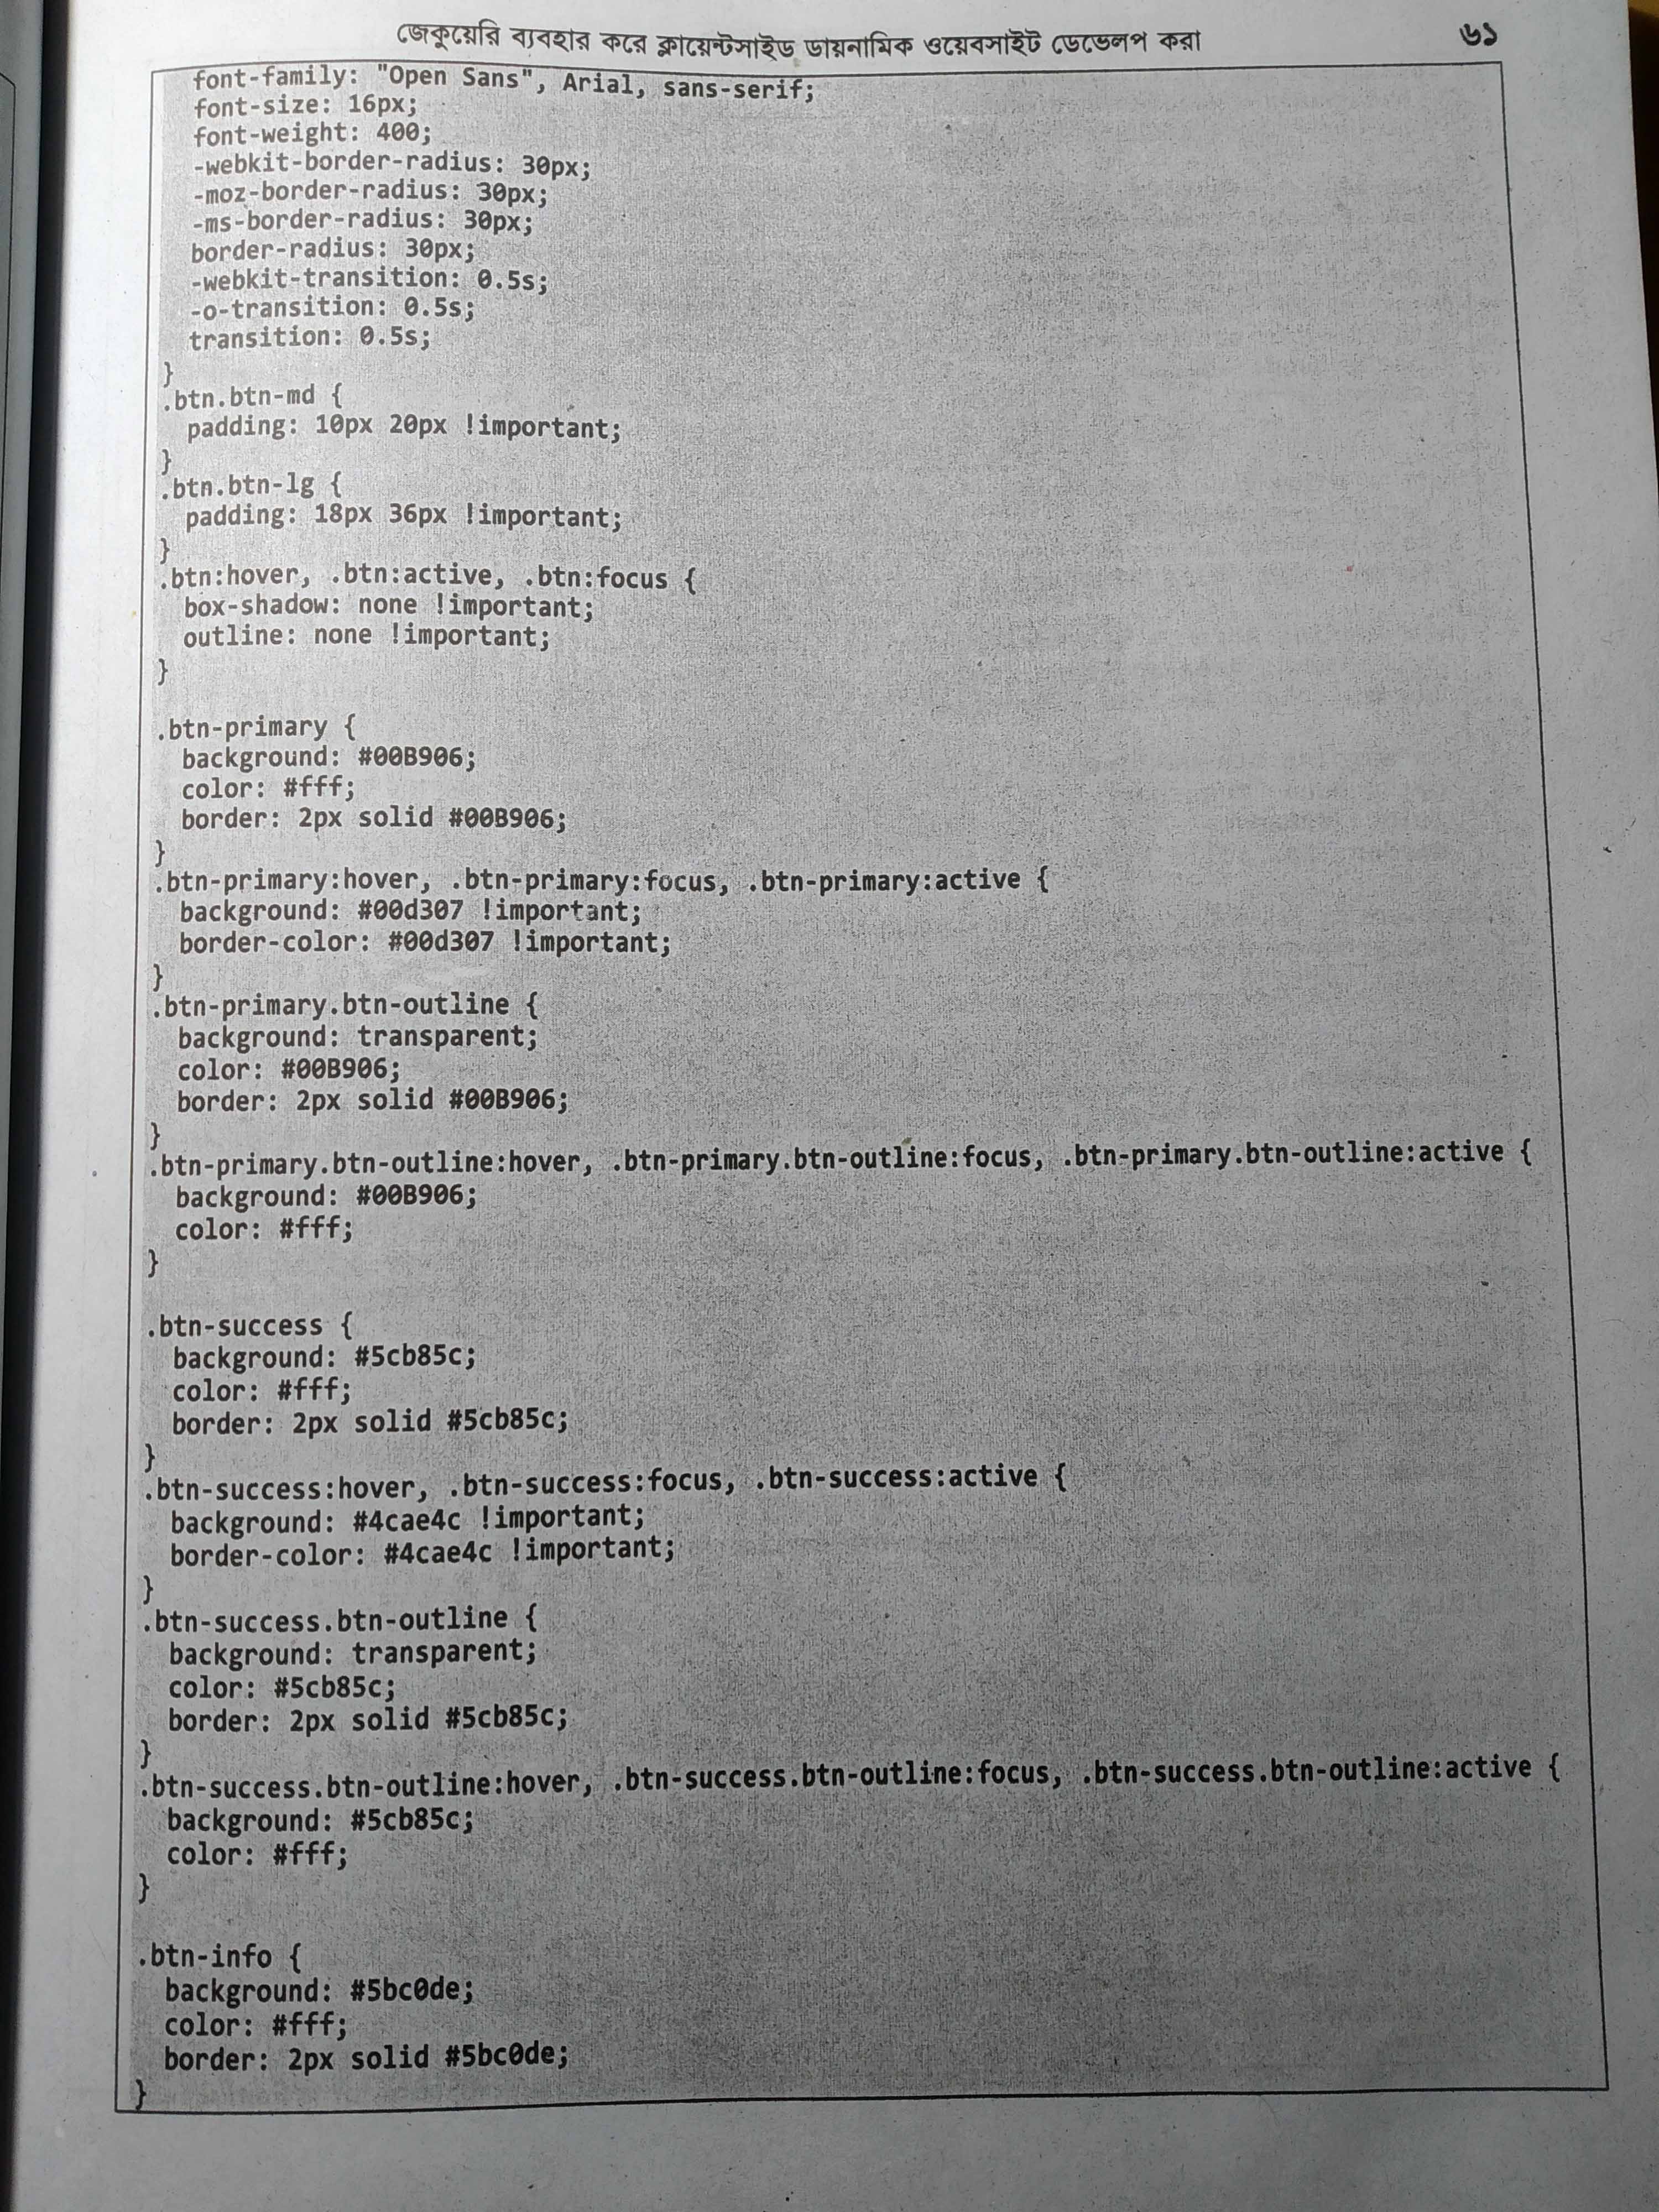 জেকুয়েরি ব্যবহার করে ক্লায়েন্টসাইড ডায়নামিক ওয়েবসাইট ডেভেলপ করা ৬১
font-family: "Open Sans", Arial, sans-serif;
font-size: 16px;
font-weight: 400;
-webkit-border-radius: 30px;
-moz-border-radius: 30px;
-ms-border-radius: 30px;
border-radius: 30px;
-webkit-transition: 0.5s;
-o-transition: 0.5s;
transition: 0.5s;
}
.btn.btn-md {
padding: 10px 20px !important;
}
.btn.btn-lg {
padding: 18px 36px !important;
}
.btn:hover, .btn:active, .btn:focus {
box-shadow: none !important;
outline: none !important;
}
.btn-primary {
background: #00B906;
color: #fff;
border: 2px solid #00B906;
}
.btn-primary:hover, .btn-primary:focus, .btn-primary:active {
background: #00d307 !important;
border-color: #00d307 !important;
}
.btn-primary.btn-outline {
background: transparent;
color: #00B906;
border: 2px solid #00B906;
}
.btn-primary.btn-outline:hover, .btn-primary.btn-outline:focus, .btn-primary.btn-outline:active {
background: #00B906;
color: #fff;
}
.btn-success {
background: #5cb85c;
color: #fff;
border: 2px solid #5cb85c;
}
.btn-success:hover, .btn-success:focus, .btn-success:active {
background: #4cae4c !important;
border-color: #4cae4c !important;
}
.btn-success.btn-outline {
background: transparent;
color: #5cb85c;
border: 2px solid #5cb85c;
}
.btn-success.btn-outline:hover, .btn-success.btn-outline:focus, .btn-success.btn-outline:active {
background: #5cb85c;
color: #fff;
}
.btn-info {
background: #5bc0de;
color: #fff;
border: 2px solid #5bc0de;
}